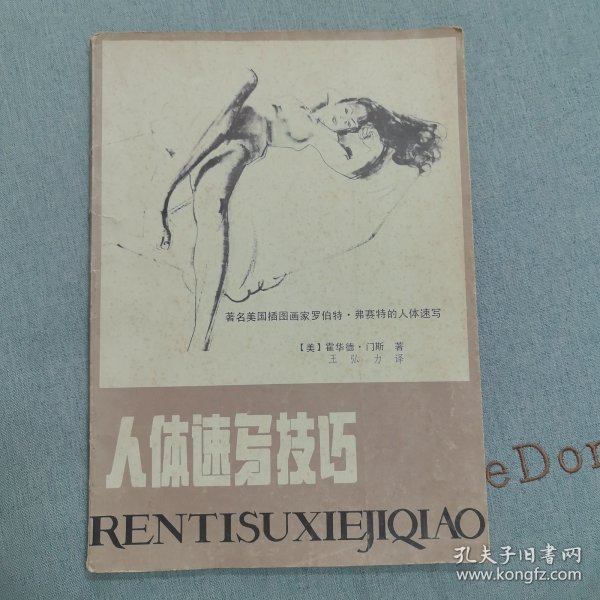 著名美国插图画家罗伯特·弗赛特的人体速写
【美】霍华德·门斯 著
王弘力 译
人体速写技巧
RENTISUXIEJIQIAO
eDor
孔夫子旧书网
www.kongfz.com